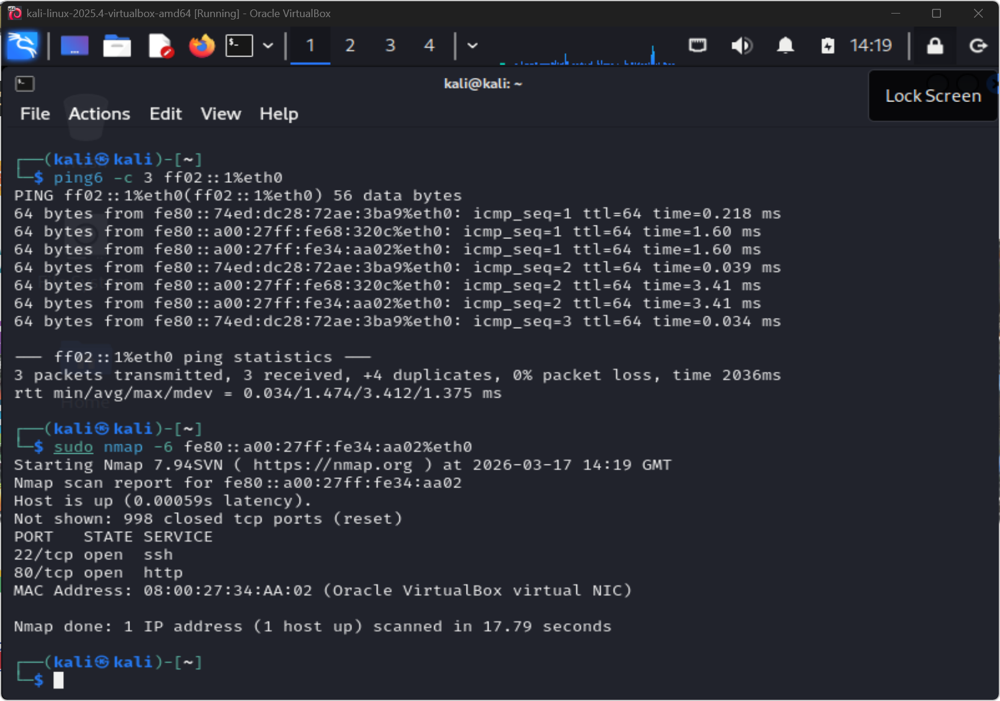 kali-linux-2025.4-virtualbox-amd64 [Running] - Oracle VirtualBox
1 2 3 4 14:19
kali@kali: ~
Lock Screen
File Actions Edit View Help
┌──(kali㉿kali)-[~]
└─$ ping6 -c 3 ff02::1%eth0
PING ff02::1%eth0(ff02::1%eth0) 56 data bytes
64 bytes from fe80::74ed:dc28:72ae:3ba9%eth0: icmp_seq=1 ttl=64 time=0.218 ms
64 bytes from fe80::a00:27ff:fe68:320c%eth0: icmp_seq=1 ttl=64 time=1.60 ms
64 bytes from fe80::a00:27ff:fe34:aa02%eth0: icmp_seq=1 ttl=64 time=1.60 ms
64 bytes from fe80::74ed:dc28:72ae:3ba9%eth0: icmp_seq=2 ttl=64 time=0.039 ms
64 bytes from fe80::a00:27ff:fe68:320c%eth0: icmp_seq=2 ttl=64 time=3.41 ms
64 bytes from fe80::a00:27ff:fe34:aa02%eth0: icmp_seq=2 ttl=64 time=3.41 ms
64 bytes from fe80::74ed:dc28:72ae:3ba9%eth0: icmp_seq=3 ttl=64 time=0.034 ms
--- ff02::1%eth0 ping statistics ---
3 packets transmitted, 3 received, +4 duplicates, 0% packet loss, time 2036ms
rtt min/avg/max/mdev = 0.034/1.474/3.412/1.375 ms
Home
┌──(kali㉿kali)-[~]
└─$ sudo nmap -6 fe80::a00:27ff:fe34:aa02%eth0
Starting Nmap 7.94SVN ( https://nmap.org ) at 2026-03-17 14:19 GMT
Nmap scan report for fe80::a00:27ff:fe34:aa02
Host is up (0.00059s latency).
Not shown: 998 closed tcp ports (reset)
PORT   STATE SERVICE
22/tcp open  ssh
80/tcp open  http
MAC Address: 08:00:27:34:AA:02 (Oracle VirtualBox virtual NIC)
Nmap done: 1 IP address (1 host up) scanned in 17.79 seconds
┌──(kali㉿kali)-[~]
└─$